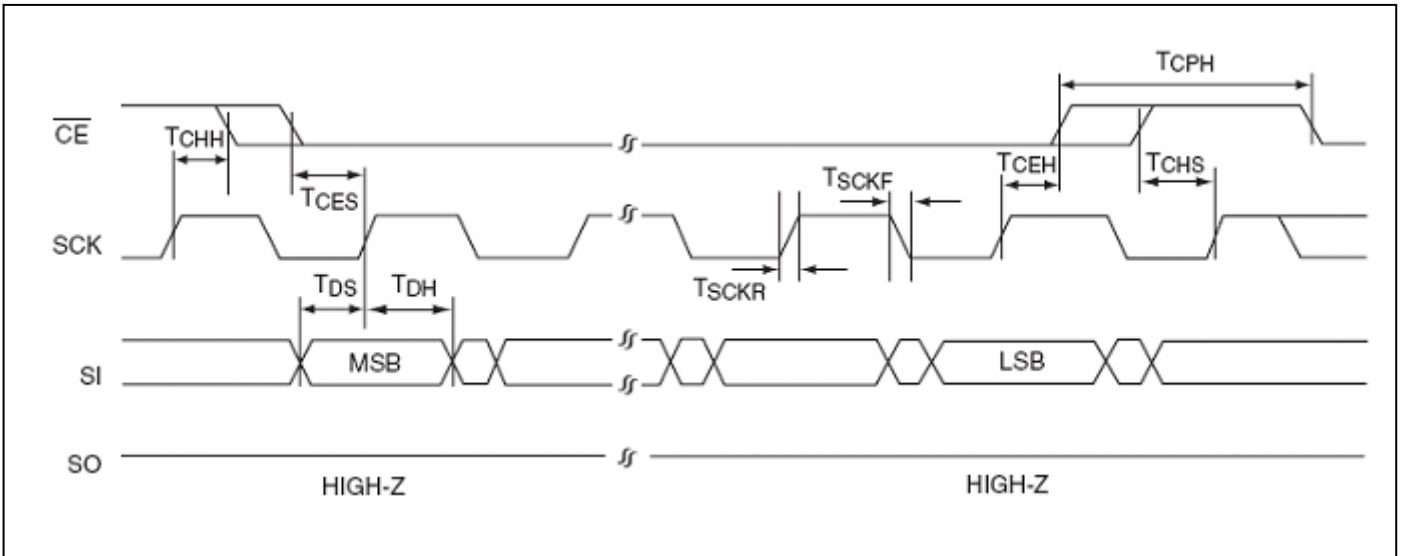 TCPH
CE
TCHH
TCES
TCEH
TCHS
TSCKF
SCK
TSCKR
TDS
TDH
SI
MSB
LSB
SO
HIGH-Z
HIGH-Z